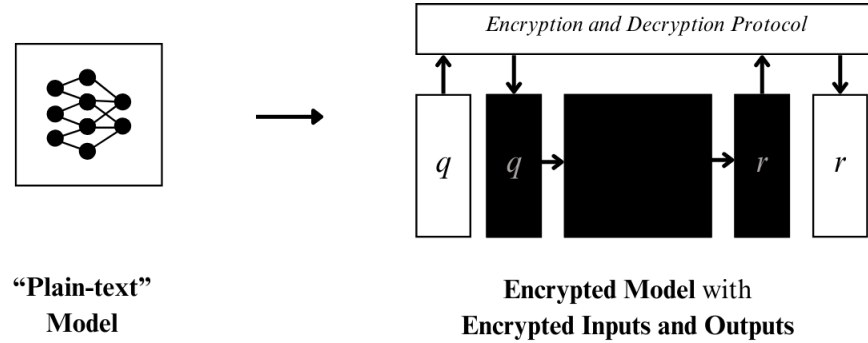 Encryption and Decryption Protocol
q q r r
“Plain-text”
Model
Encrypted Model with
Encrypted Inputs and Outputs